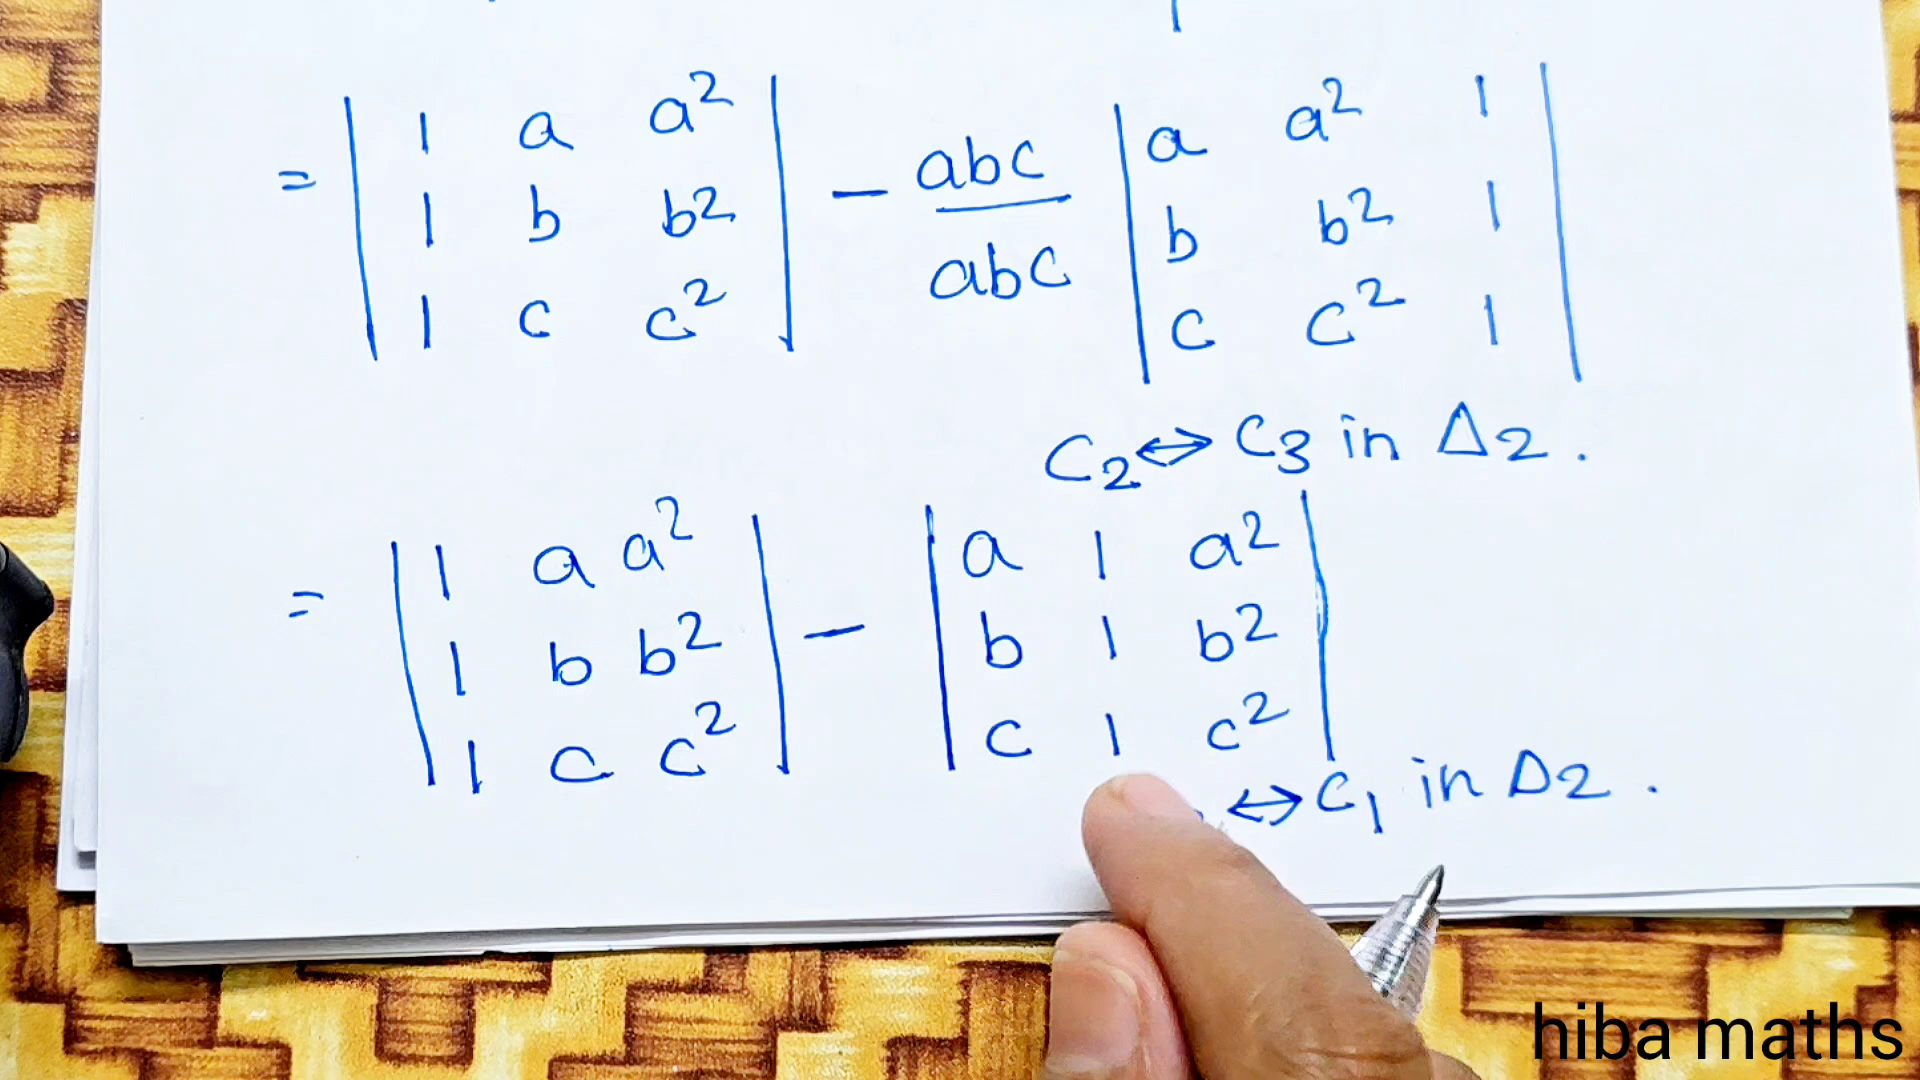 = | 1 a a² | - abc/abc | a a² 1 |
| 1 b b² | | b b² 1 |
| 1 c c² | | c c² 1 |
C₂ ↔ C₃ in Δ₂ .
= | 1 a a² | - | a 1 a² |
| 1 b b² | | b 1 b² |
| 1 c c² | | c 1 c² |
↔ C₁ in Δ₂ .
hiba maths